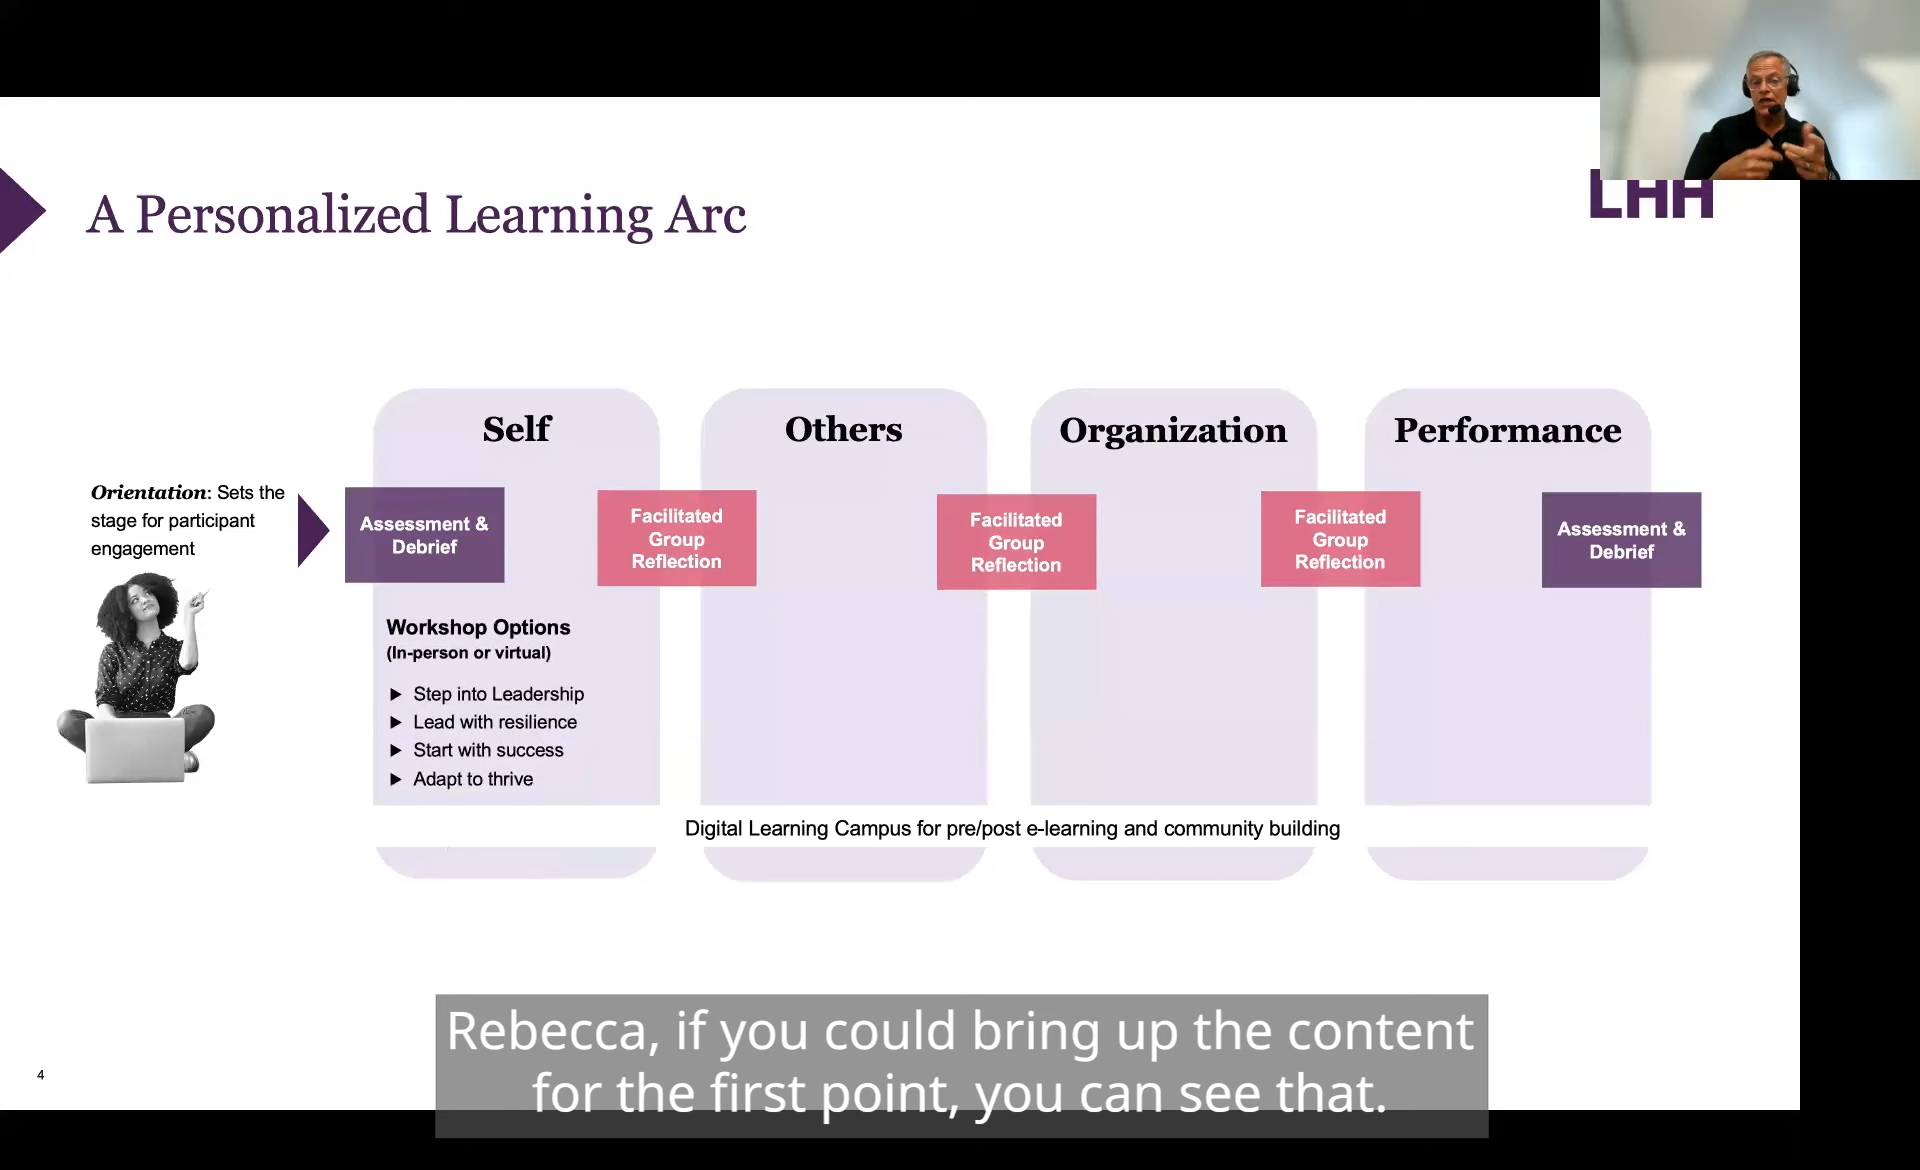 LHH
A Personalized Learning Arc
Self
Others
Organization
Performance
Orientation: Sets the
stage for participant
engagement
Assessment &
Debrief
Facilitated
Group
Reflection
Facilitated
Group
Reflection
Facilitated
Group
Reflection
Assessment &
Debrief
Workshop Options
(In-person or virtual)
Step into Leadership
Lead with resilience
Start with success
Adapt to thrive
Digital Learning Campus for pre/post e-learning and community building
Rebecca, if you could bring up the content
for the first point, you can see that.
4